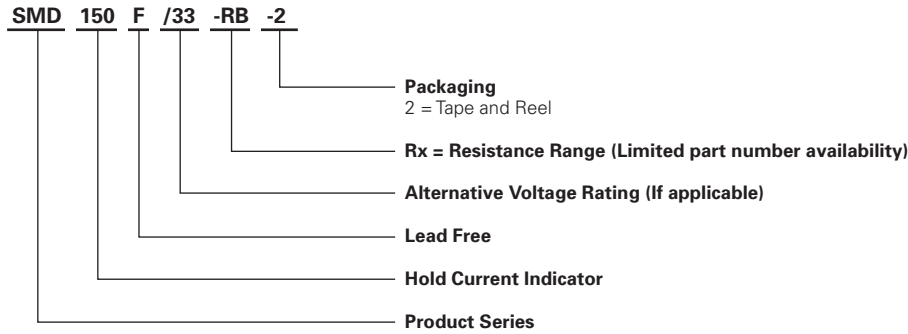 SMD 150 F /33 -RB -2
Packaging
2 = Tape and Reel
Rx = Resistance Range (Limited part number availability)
Alternative Voltage Rating (If applicable)
Lead Free
Hold Current Indicator
Product Series